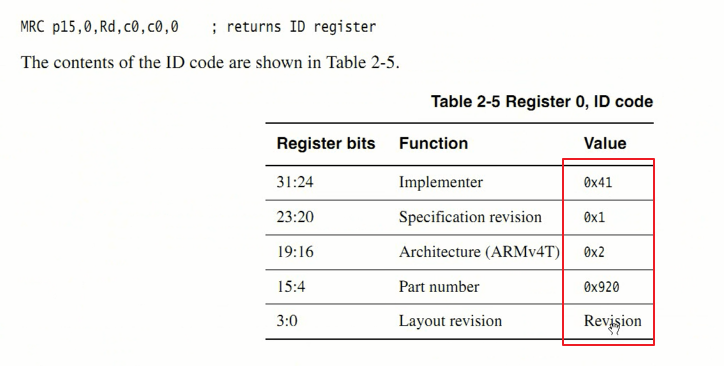 MRC p15,0,Rd,c0,c0,0 ; returns ID register
The contents of the ID code are shown in Table 2-5.
Table 2-5 Register 0, ID code
Register bits Function Value
31:24 Implementer 0x41
23:20 Specification revision 0x1
19:16 Architecture (ARMv4T) 0x2
15:4 Part number 0x920
3:0 Layout revision Revision